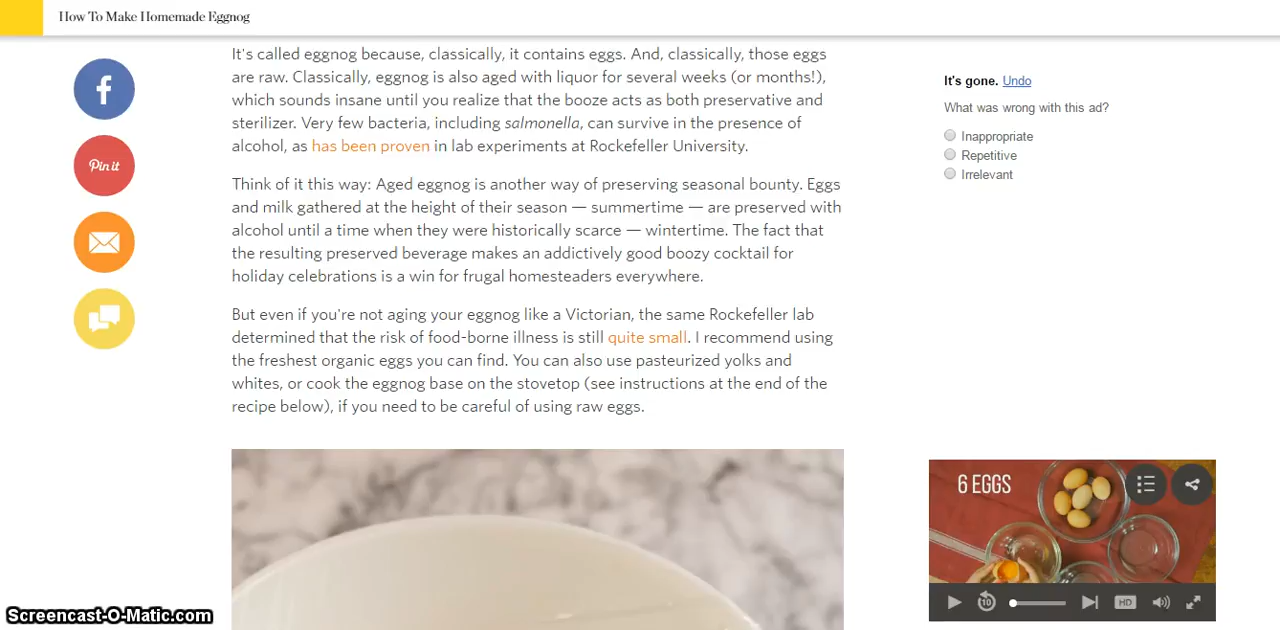 How To Make Homemade Eggnog
It's called eggnog because, classically, it contains eggs. And, classically, those eggs
are raw. Classically, eggnog is also aged with liquor for several weeks (or months!),
which sounds insane until you realize that the booze acts as both preservative and
sterilizer. Very few bacteria, including salmonella, can survive in the presence of
alcohol, as has been proven in lab experiments at Rockefeller University.
Think of it this way: Aged eggnog is another way of preserving seasonal bounty. Eggs
and milk gathered at the height of their season — summertime — are preserved with
alcohol until a time when they were historically scarce — wintertime. The fact that
the resulting preserved beverage makes an addictively good boozy cocktail for
holiday celebrations is a win for frugal homesteaders everywhere.
But even if you're not aging your eggnog like a Victorian, the same Rockefeller lab
determined that the risk of food-borne illness is still quite small. I recommend using
the freshest organic eggs you can find. You can also use pasteurized yolks and
whites, or cook the eggnog base on the stovetop (see instructions at the end of the
recipe below), if you need to be careful of using raw eggs.
f
Pin it
It's gone. Undo
What was wrong with this ad?
Inappropriate
Repetitive
Irrelevant
6 EGGS
10
HD
Screencast-O-Matic.com